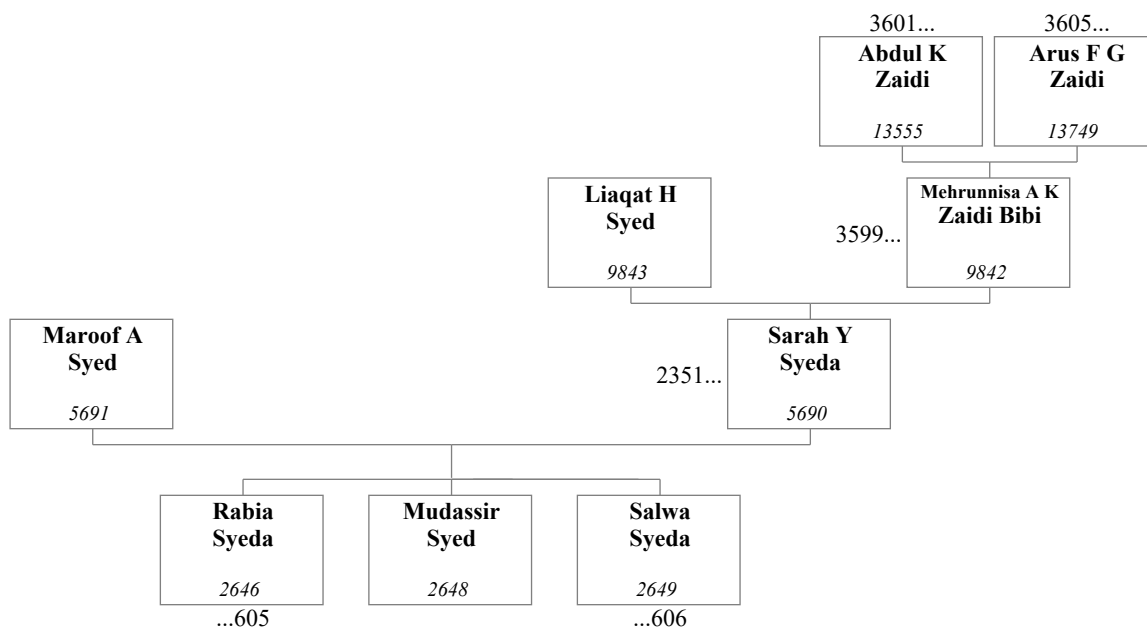 3601...
3605...
Abdul K
Zaidi
13555
Arus F G
Zaidi
13749
Liaqat H
Syed
9843
3599...
Mehrunnisa A K
Zaidi Bibi
9842
Maroof A
Syed
5691
2351...
Sarah Y
Syeda
5690
Rabia
Syeda
2646
...605
Mudassir
Syed
2648
Salwa
Syeda
2649
...606